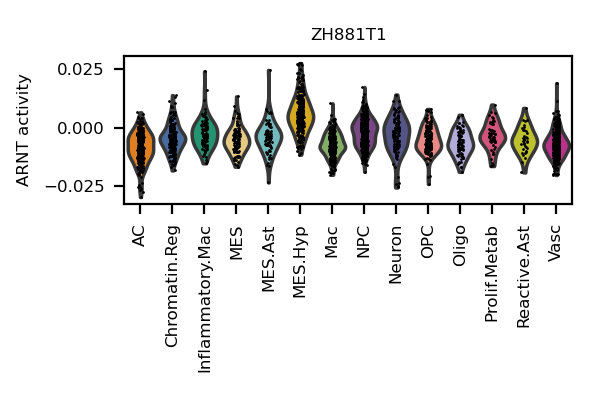 ZH881T1
ARNT activity
0.025
0.000
−0.025
AC
Chromatin.Reg
Inflammatory.Mac
MES
MES.Ast
MES.Hyp
Mac
NPC
Neuron
OPC
Oligo
Prolif.Metab
Reactive.Ast
Vasc